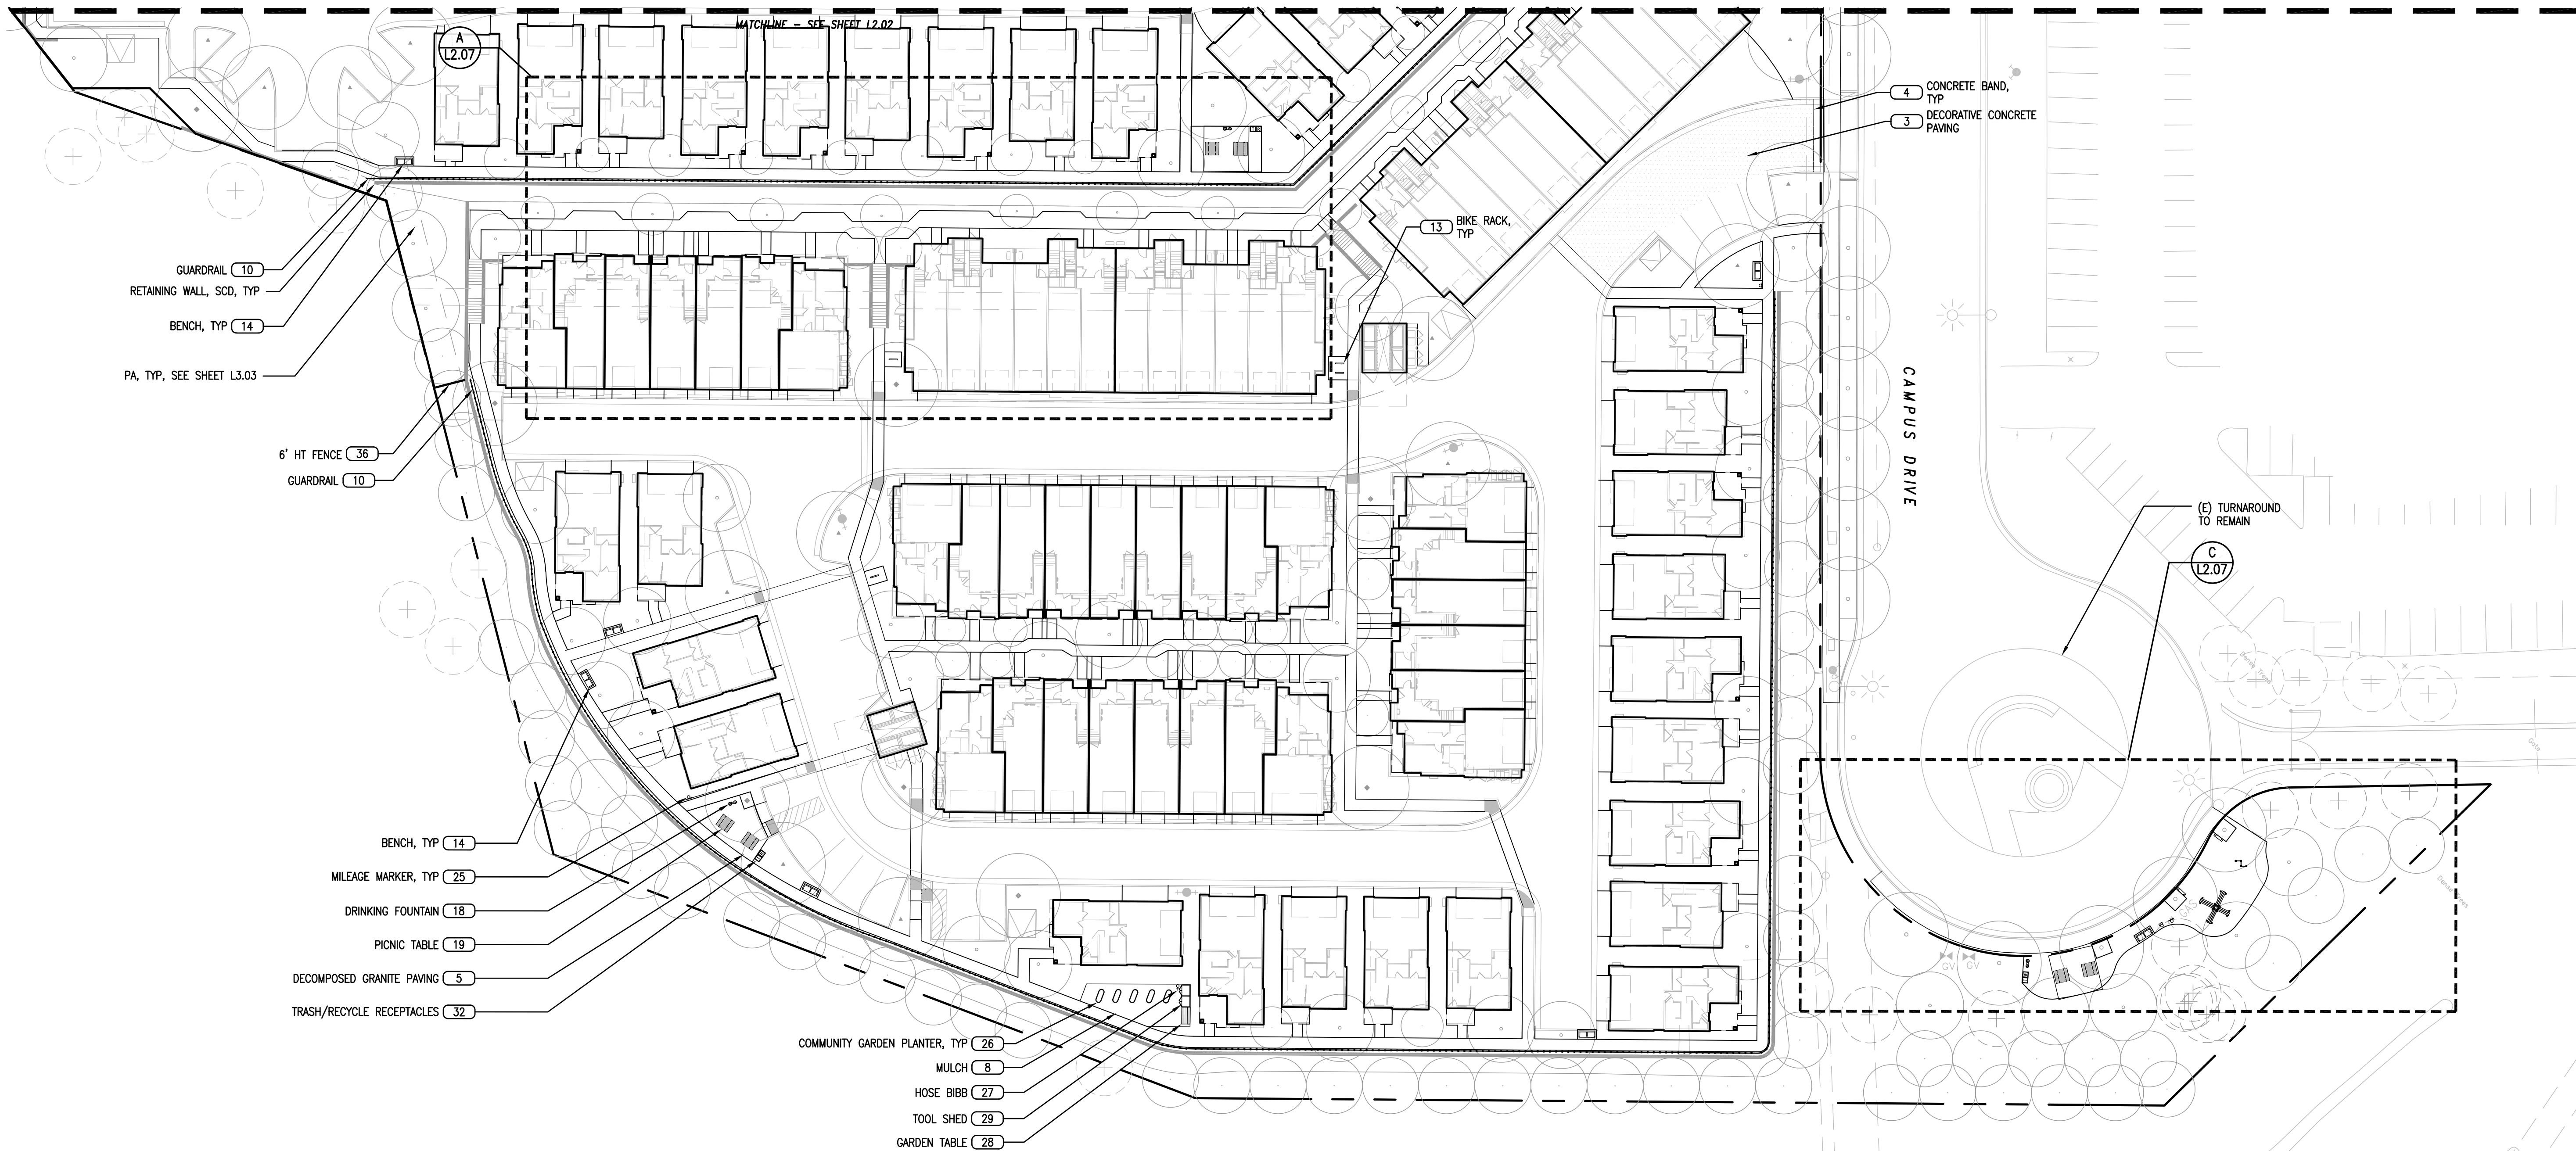 MATCHLINE – SEE SHEET L2.02
A
L2.07
4 CONCRETE BAND,
TYP
3 DECORATIVE CONCRETE
PAVING
13 BIKE RACK,
TYP
GUARDRAIL 10
RETAINING WALL, SCD, TYP
BENCH, TYP 14
PA, TYP, SEE SHEET L3.03
6' HT FENCE 36
GUARDRAIL 10
CAMPUS DRIVE
(E) TURNAROUND
TO REMAIN
C
L2.07
Gate
GAS
GV GV
BENCH, TYP 14
MILEAGE MARKER, TYP 25
DRINKING FOUNTAIN 18
PICNIC TABLE 19
DECOMPOSED GRANITE PAVING 5
TRASH/RECYCLE RECEPTACLES 32
COMMUNITY GARDEN PLANTER, TYP 26
MULCH 8
HOSE BIBB 27
TOOL SHED 29
GARDEN TABLE 28